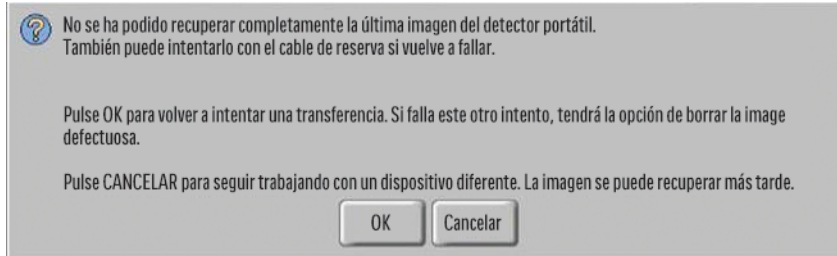 No se ha podido recuperar completamente la última imagen del detector portátil.
También puede intentarlo con el cable de reserva si vuelve a fallar.
Pulse OK para volver a intentar una transferencia. Si falla este otro intento, tendrá la opción de borrar la image
defectuosa.
Pulse CANCELAR para seguir trabajando con un dispositivo diferente. La imagen se puede recuperar más tarde.
OK
Cancelar